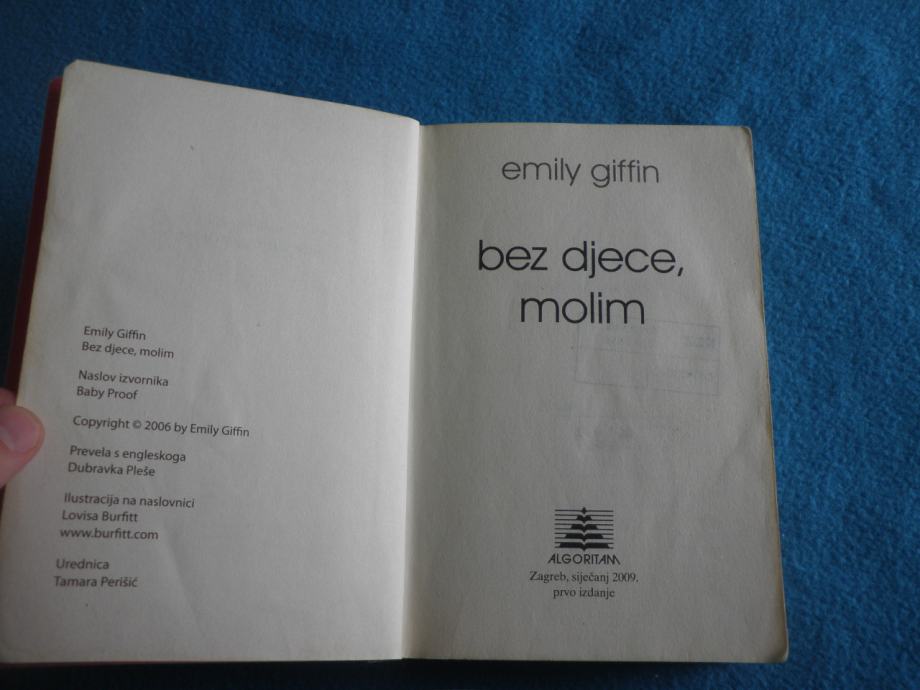 Emily Giffin
Bez djece, molim
Naslov izvornika
Baby Proof
Copyright © 2006 by Emily Giffin
Prevela s engleskoga
Dubravka Pleše
Ilustracija na naslovnici
Lovisa Burfitt
www.burfitt.com
Urednica
Tamara Perišić
emily giffin
bez djece,
molim
ALGORITAM
Zagreb, siječanj 2009.
prvo izdanje